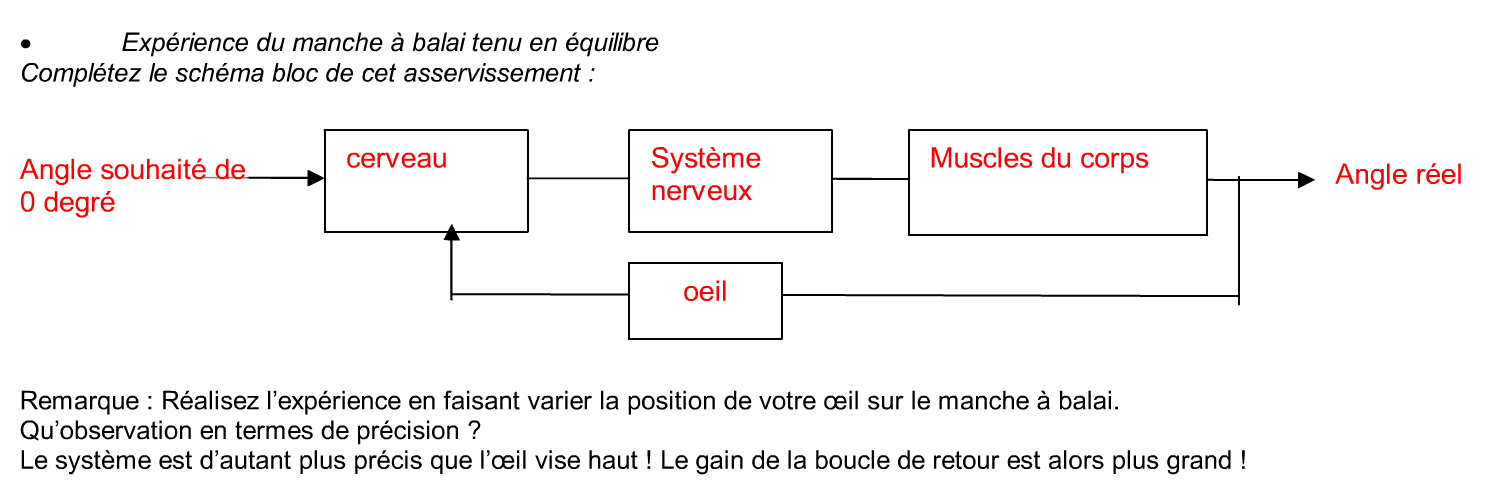 • Expérience du manche à balai tenu en équilibre
Complétez le schéma bloc de cet asservissement :
Angle souhaité de
0 degré
cerveau
Système
nerveux
Muscles du corps
Angle réel
oeil
Remarque : Réalisez l’expérience en faisant varier la position de votre œil sur le manche à balai.
Qu’observation en termes de précision ?
Le système est d’autant plus précis que l’œil vise haut ! Le gain de la boucle de retour est alors plus grand !